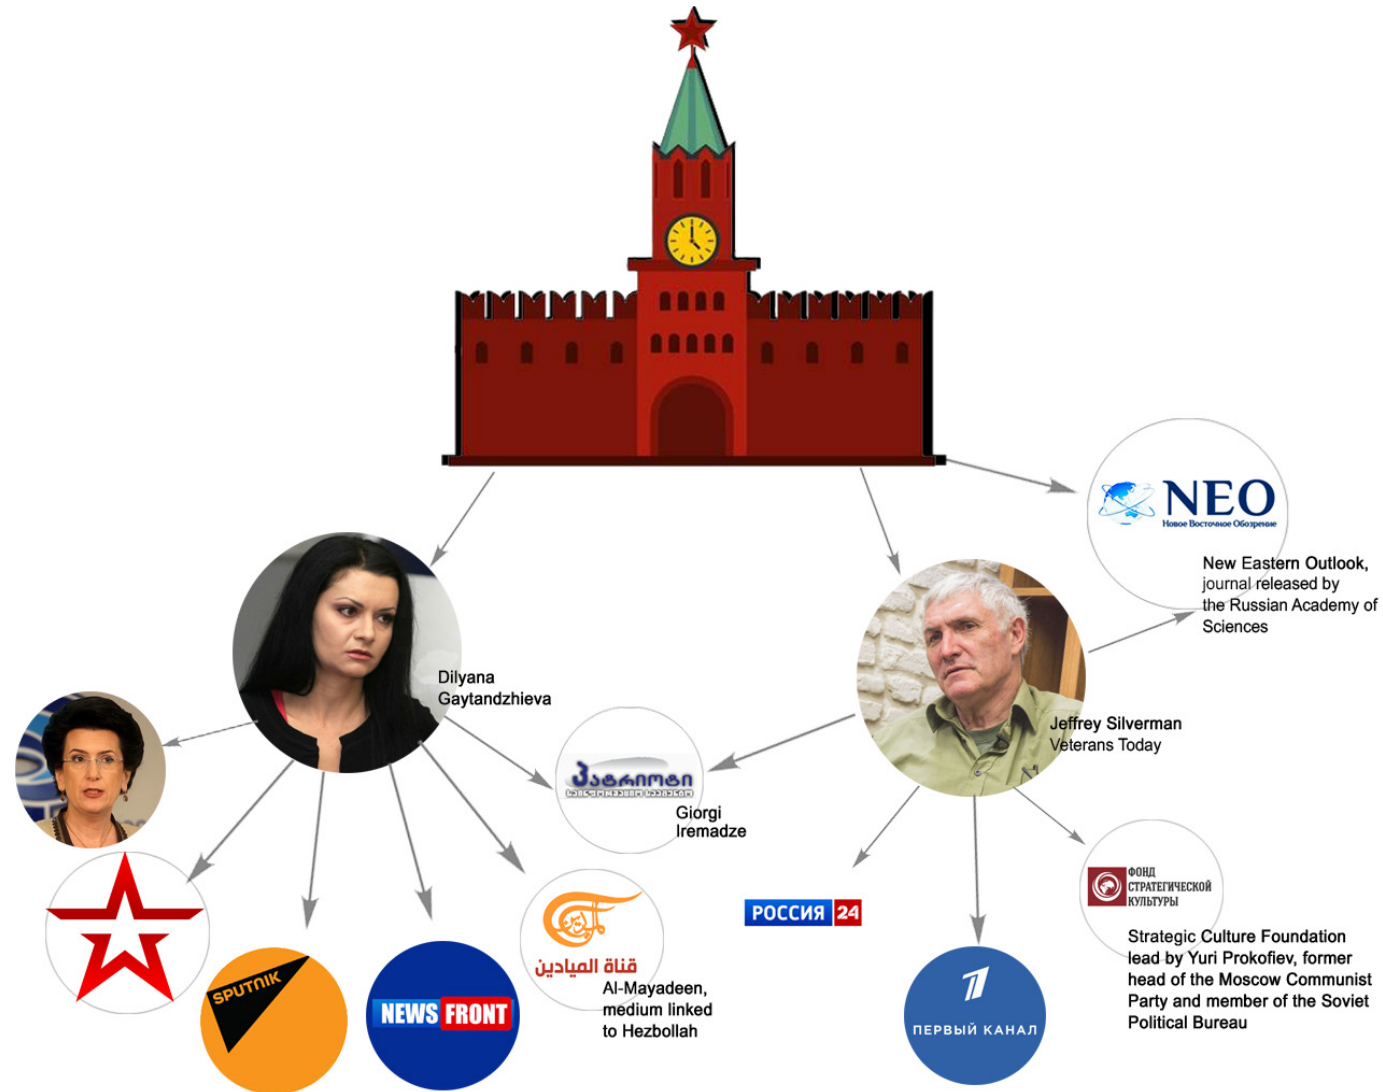 NEO
Новое Восточное Обозрение
New Eastern Outlook,
journal released by
the Russian Academy of
Sciences
Dilyana
Gaytandzhieva
Jeffrey Silverman
Veterans Today
პატრიოტი
საინფორმაციო სააგენტო
Giorgi
Iremadze
ФОНД
СТРАТЕГИЧЕСКОЙ
КУЛЬТУРЫ
РОССИЯ 24
Strategic Culture Foundation
lead by Yuri Prokofiev, former
head of the Moscow Communist
Party and member of the Soviet
Political Bureau
قناة الميادين
Al-Mayadeen,
medium linked
to Hezbollah
SPUTNIK
NEWS FRONT
1
ПЕРВЫЙ КАНАЛ